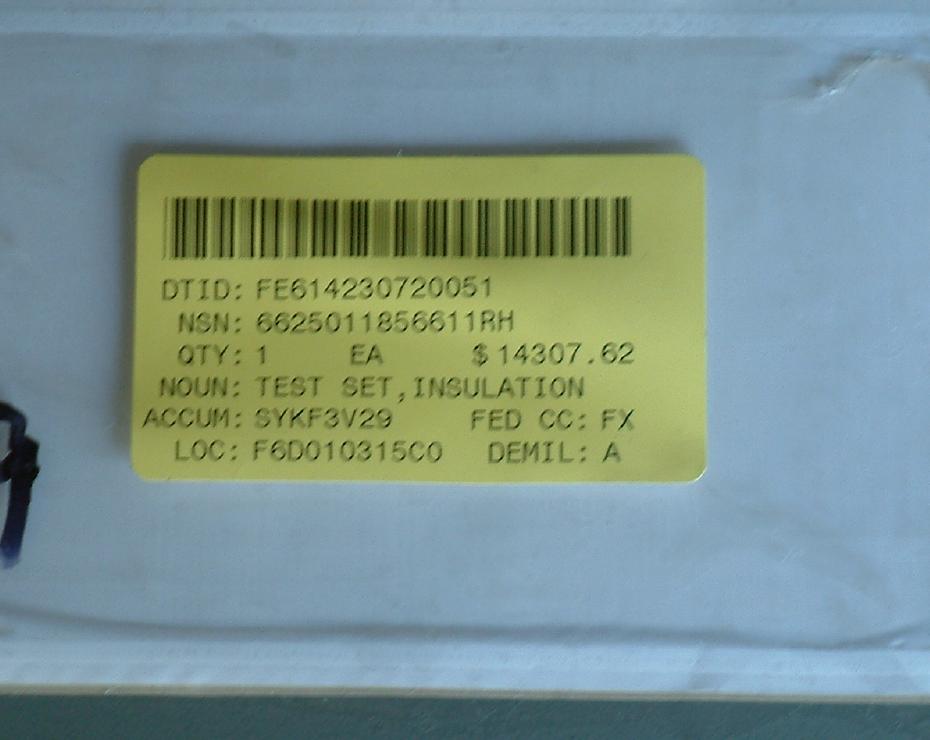 DTID: FE614230720051
NSN: 6625011856611RH
QTY: 1 EA $14307.62
NOUN: TEST SET,INSULATION
ACCUM: SYKF3V29 FED CC: FX
LOC: F6D010315C0 DEMIL: A